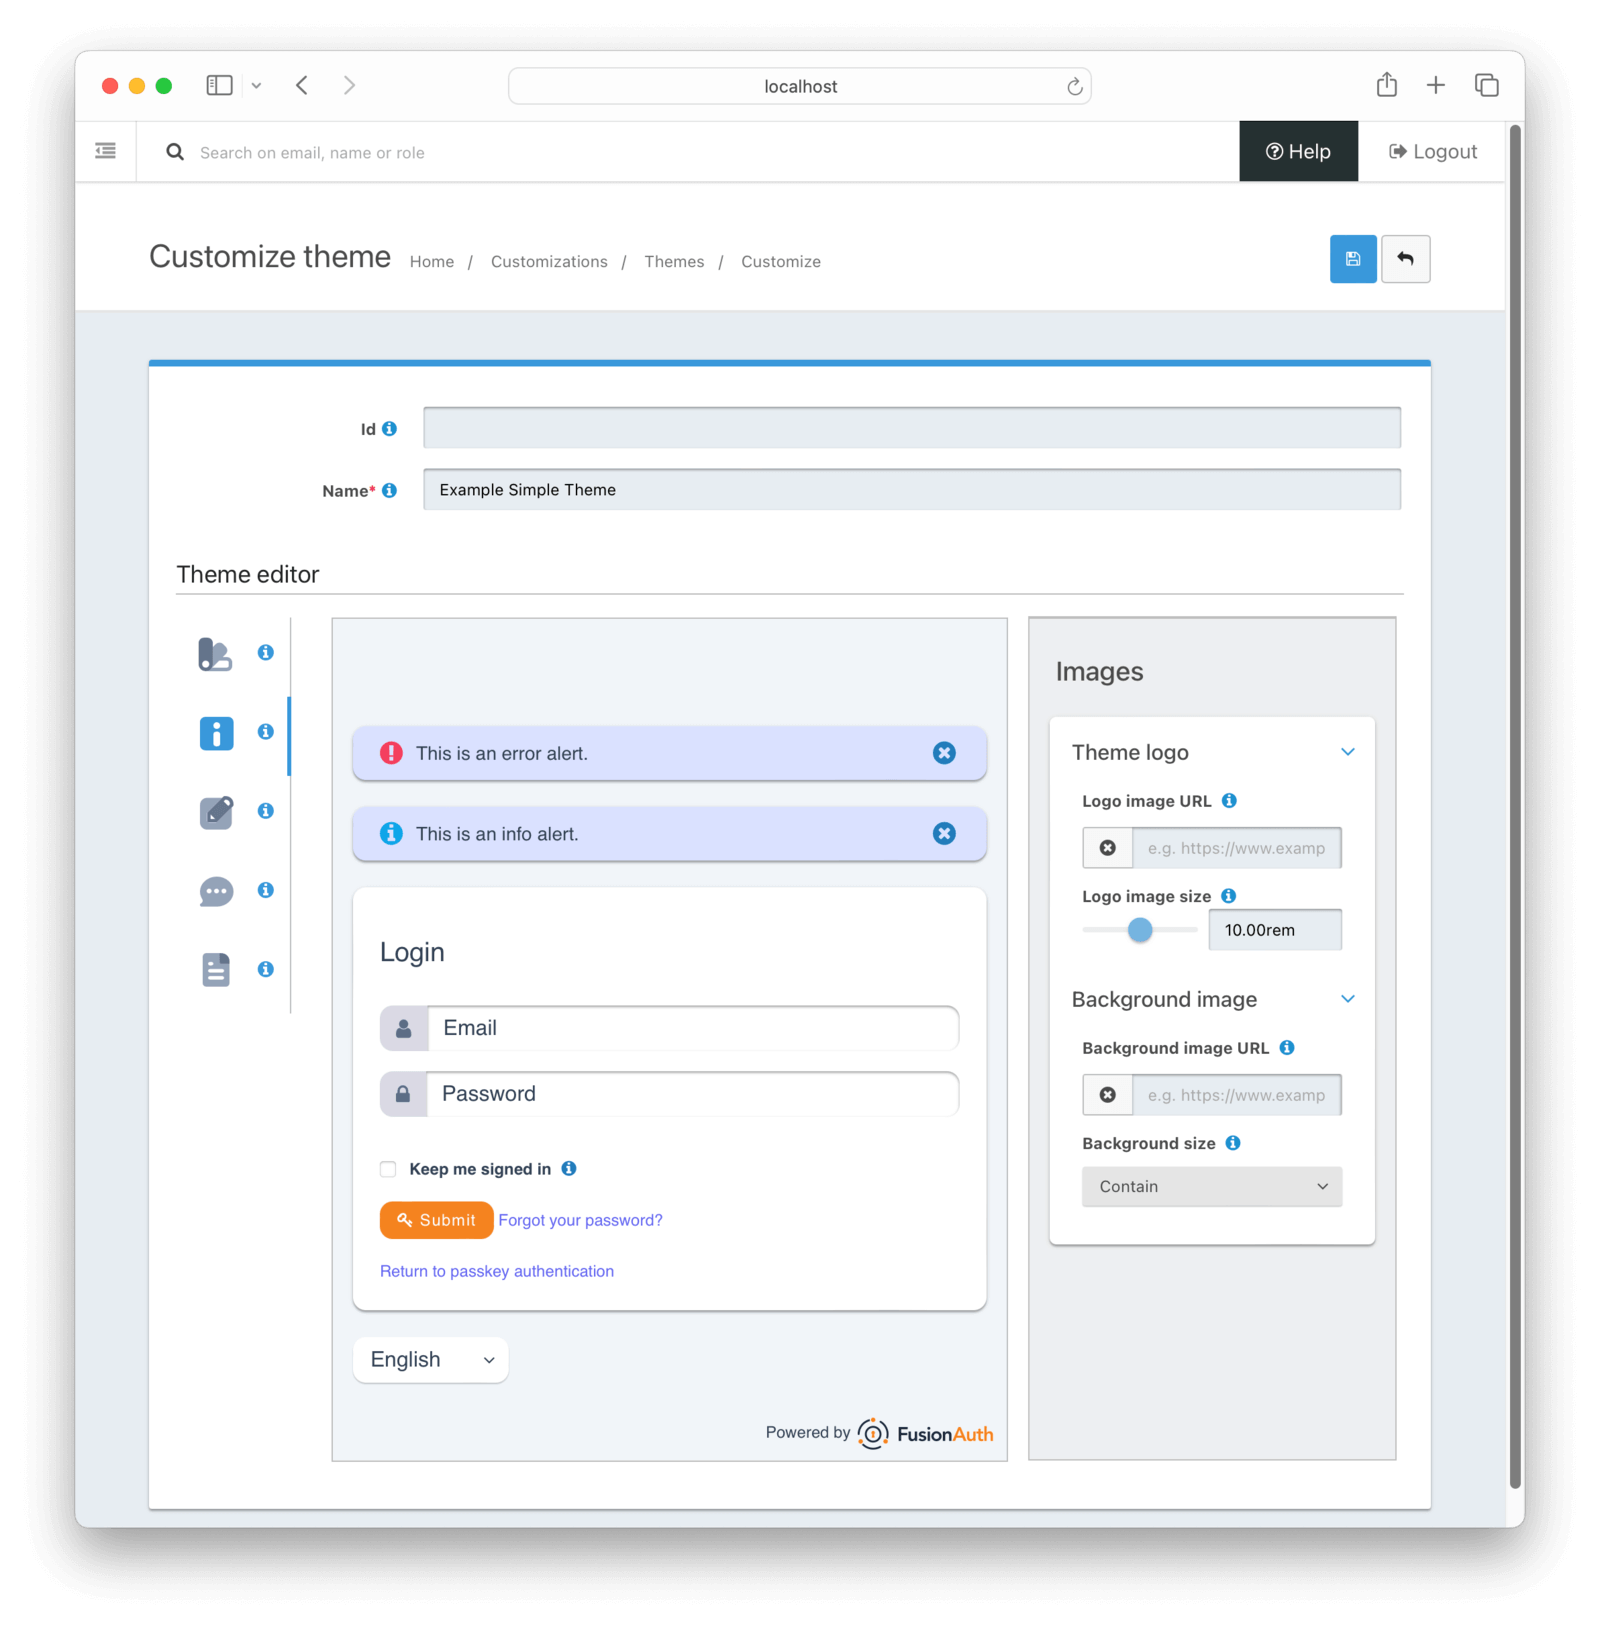 localhost
Search on email, name or role
Help
Logout
Customize theme
Home / Customizations / Themes / Customize
Id
Name*
Example Simple Theme
Theme editor
This is an error alert.
This is an info alert.
Login
Email
Password
Keep me signed in
Submit
Forgot your password?
Return to passkey authentication
English
Powered by FusionAuth
Images
Theme logo
Logo image URL
e.g. https://www.examp
Logo image size
10.00rem
Background image
Background image URL
e.g. https://www.examp
Background size
Contain